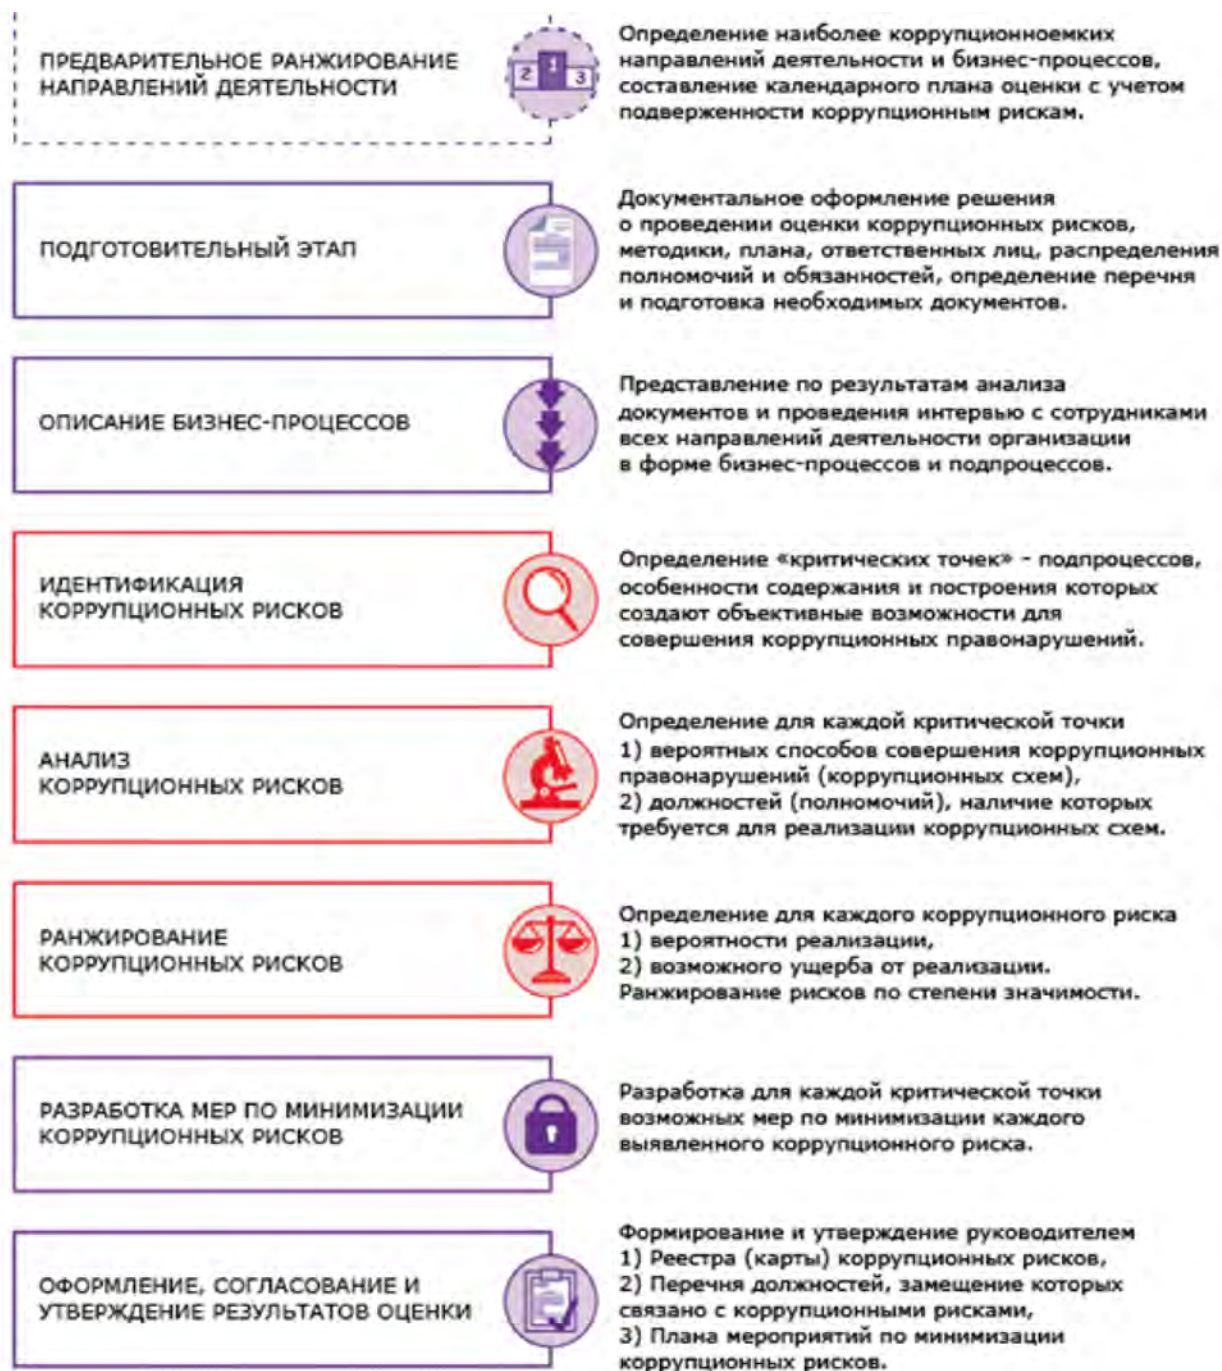 ПРЕДВАРИТЕЛЬНОЕ РАНЖИРОВАНИЕ
НАПРАВЛЕНИЙ ДЕЯТЕЛЬНОСТИ
2 1 3
Определение наиболее коррупционноемких
направлений деятельности и бизнес-процессов,
составление календарного плана оценки с учетом
подверженности коррупционным рискам.
ПОДГОТОВИТЕЛЬНЫЙ ЭТАП
Документальное оформление решения
о проведении оценки коррупционных рисков,
методики, плана, ответственных лиц, распределения
полномочий и обязанностей, определение перечня
и подготовка необходимых документов.
ОПИСАНИЕ БИЗНЕС-ПРОЦЕССОВ
Представление по результатам анализа
документов и проведения интервью с сотрудниками
всех направлений деятельности организации
в форме бизнес-процессов и подпроцессов.
ИДЕНТИФИКАЦИЯ
КОРРУПЦИОННЫХ РИСКОВ
Определение «критических точек» - подпроцессов,
особенности содержания и построения которых
создают объективные возможности для
совершения коррупционных правонарушений.
АНАЛИЗ
КОРРУПЦИОННЫХ РИСКОВ
Определение для каждой критической точки
1) вероятных способов совершения коррупционных
правонарушений (коррупционных схем),
2) должностей (полномочий), наличие которых
требуется для реализации коррупционных схем.
РАНЖИРОВАНИЕ
КОРРУПЦИОННЫХ РИСКОВ
Определение для каждого коррупционного риска
1) вероятности реализации,
2) возможного ущерба от реализации.
Ранжирование рисков по степени значимости.
РАЗРАБОТКА МЕР ПО МИНИМИЗАЦИИ
КОРРУПЦИОННЫХ РИСКОВ
Разработка для каждой критической точки
возможных мер по минимизации каждого
выявленного коррупционного риска.
ОФОРМЛЕНИЕ, СОГЛАСОВАНИЕ И
УТВЕРЖДЕНИЕ РЕЗУЛЬТАТОВ ОЦЕНКИ
Формирование и утверждение руководителем
1) Реестра (карты) коррупционных рисков,
2) Перечня должностей, замещение которых
связано с коррупционными рисками,
3) Плана мероприятий по минимизации
коррупционных рисков.